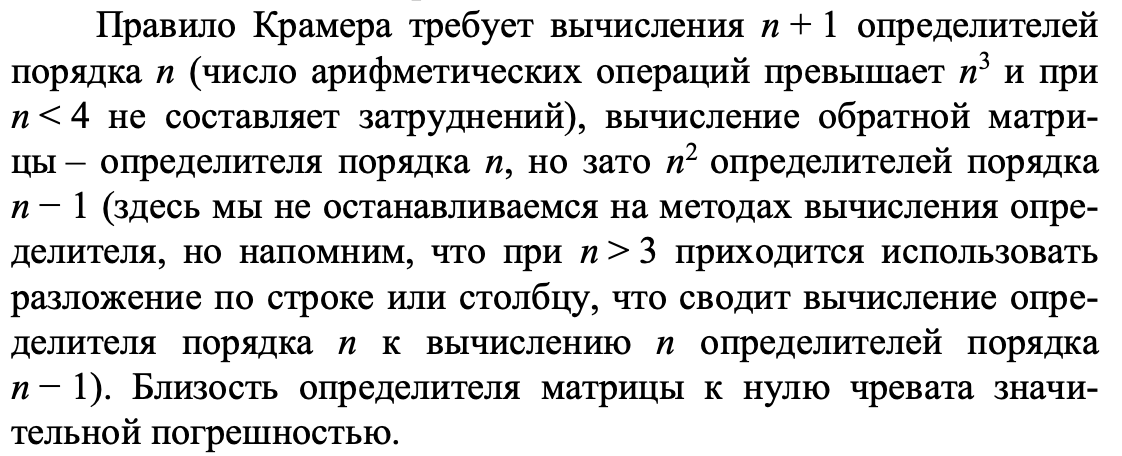 Правило Крамера требует вычисления n + 1 определителей
порядка n (число арифметических операций превышает n³ и при
n < 4 не составляет затруднений), вычисление обратной матри-
цы – определителя порядка n, но зато n² определителей порядка
n − 1 (здесь мы не останавливаемся на методах вычисления опре-
делителя, но напомним, что при n > 3 приходится использовать
разложение по строке или столбцу, что сводит вычисление опре-
делителя порядка n к вычислению n определителей порядка
n − 1). Близость определителя матрицы к нулю чревата значи-
тельной погрешностью.